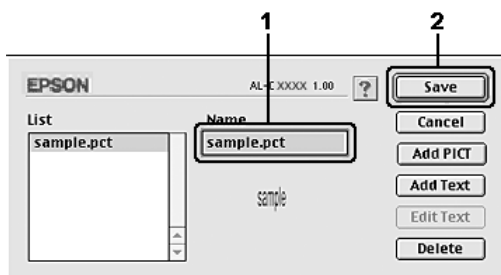 1 2
EPSON AL-C XXXX 1.00 ? Save
List Name Cancel
sample.pct sample.pct Add PICT
sample Add Text
Edit Text
Delete